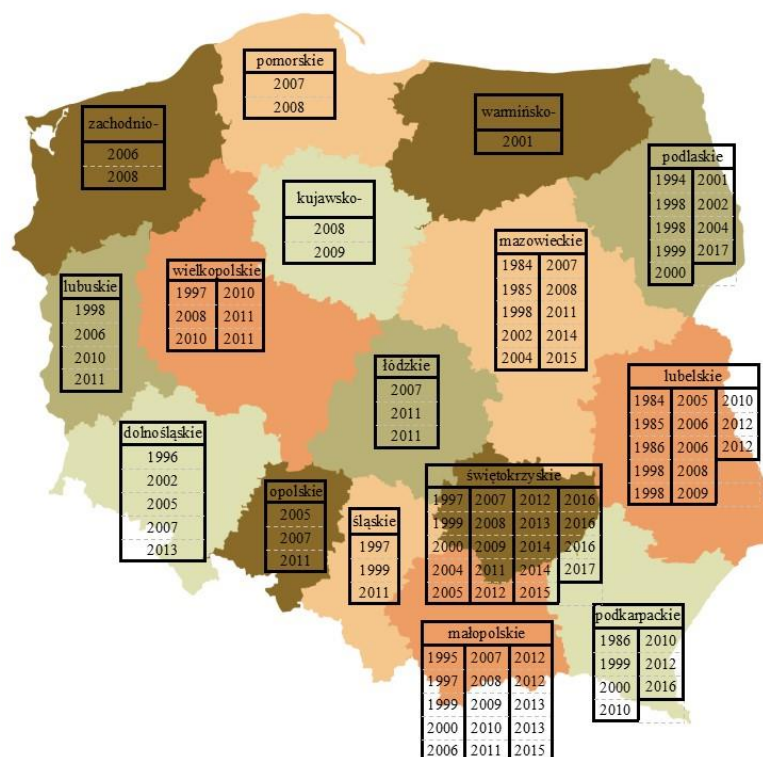 pomorskie
2007
2008
zachodnio-
2006
2008
warmińsko-
2001
podlaskie
1994 2001
1998 2002
1998 2004
1999 2017
2000
kujawsko-
2008
2009
mazowieckie
1984 2007
1985 2008
1998 2011
2002 2014
2004 2015
wielkopolskie
1997 2010
2008 2011
2010 2011
lubuskie
1998
2006
2010
2011
łódzkie
2007
2011
2011
lubelskie
1984 2005 2010
1985 2006 2012
1986 2006 2012
1998 2008
1998 2009
dolnośląskie
1996
2002
2005
2007
2013
opolskie
2005
2007
2011
śląskie
1997
1999
2011
świętokrzyskie
1997 2007 2012 2016
1999 2008 2013 2016
2000 2009 2014 2016
2004 2011 2014 2017
2005 2012 2015
małopolskie
1995 2007 2012
1997 2008 2012
1999 2009 2013
2000 2010 2013
2006 2011 2015
podkarpackie
1986 2010
1999 2012
2000 2016
2010